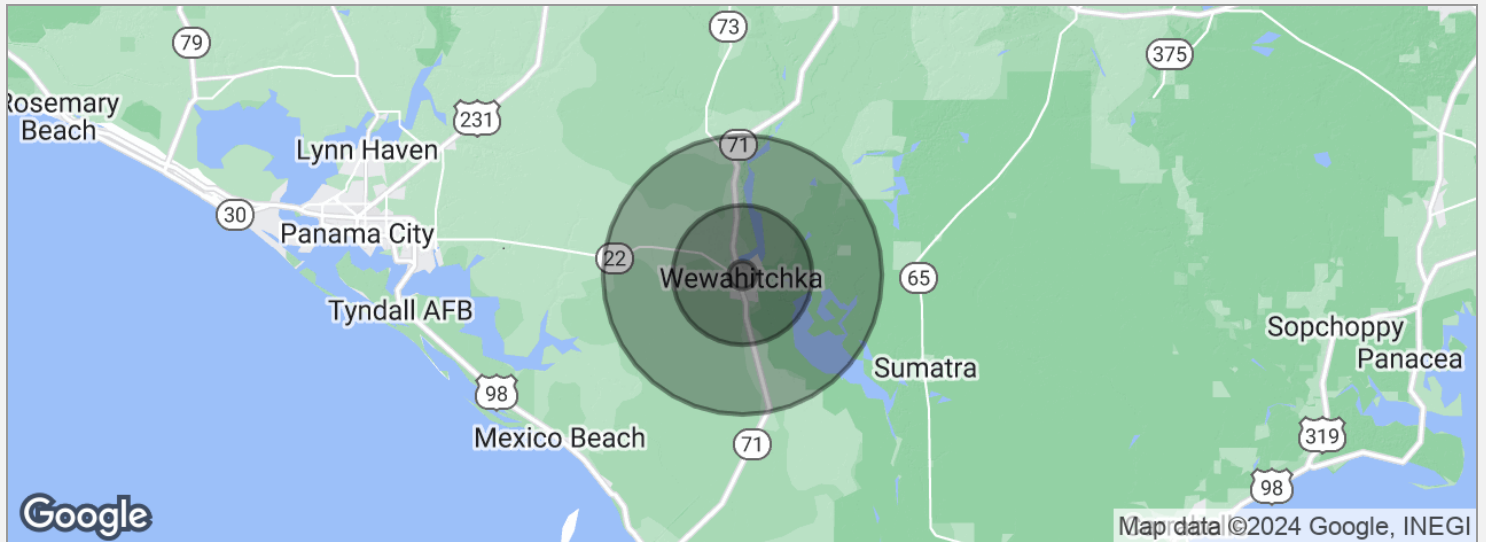 79
73
375
Rosemary
Beach
231
Lynn Haven
71
30
Panama City
22
Wewahitchka
65
Tyndall AFB
Sopchoppy
Panacea
Sumatra
98
Mexico Beach
71
319
98
Google
Map data ©2024 Google, INEGI